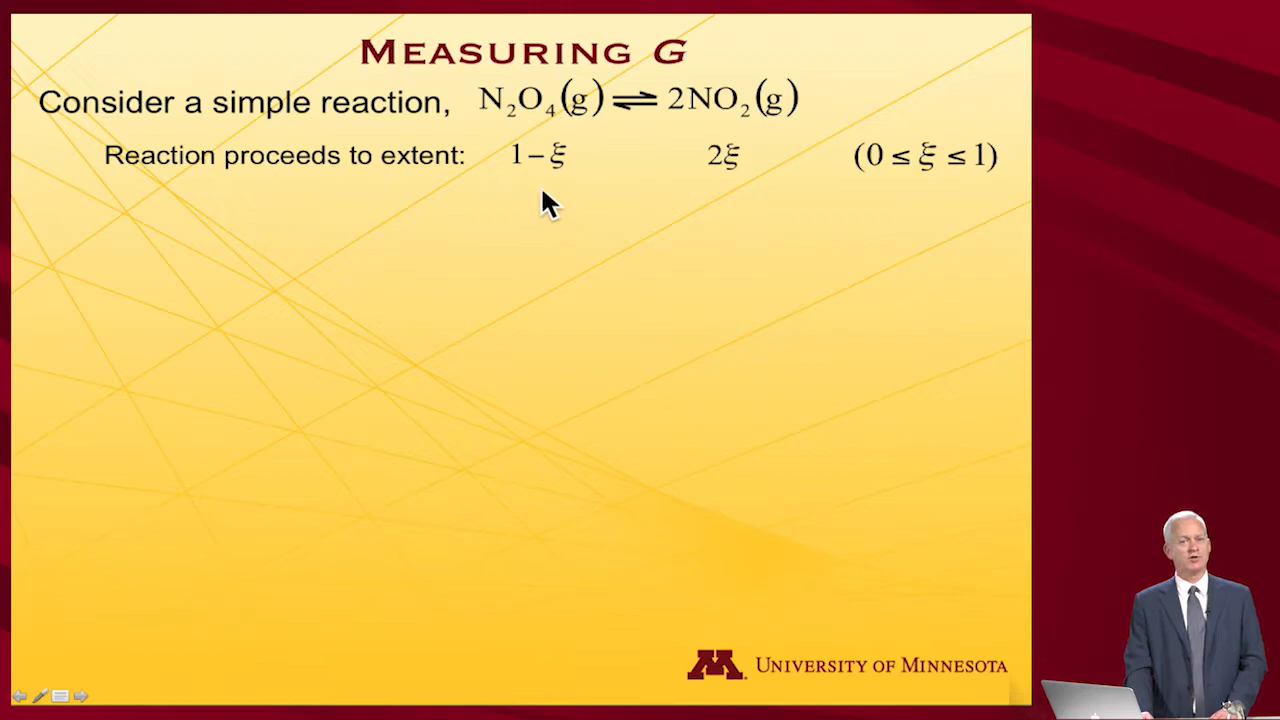 MEASURING G
Consider a simple reaction, N₂O₄(g) ⇌ 2NO₂(g)
Reaction proceeds to extent: 1 – ξ 2ξ (0 ≤ ξ ≤ 1)
M UNIVERSITY OF MINNESOTA